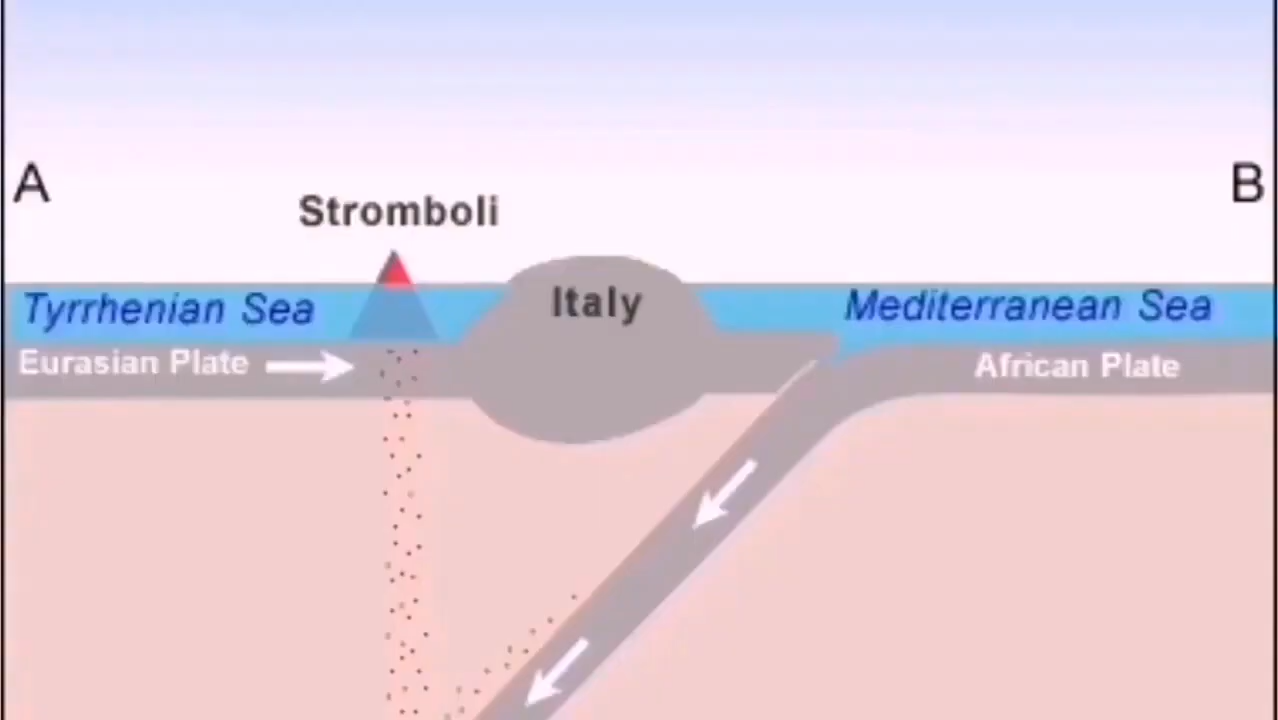 A
B
Stromboli
Tyrrhenian Sea
Italy
Mediterranean Sea
Eurasian Plate
African Plate